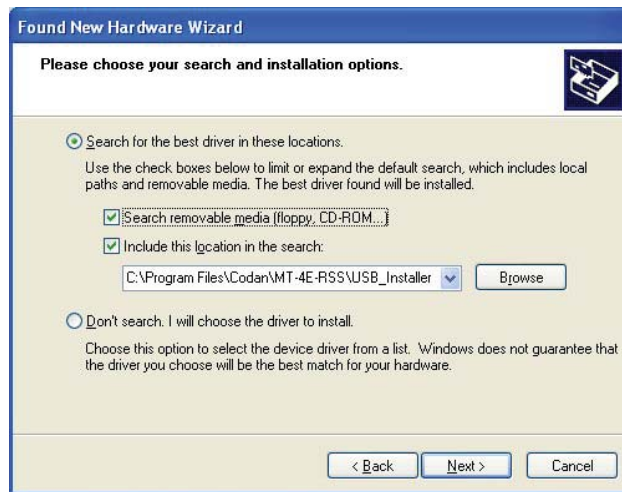 Found New Hardware Wizard
Please choose your search and installation options.
Search for the best driver in these locations.
Use the check boxes below to limit or expand the default search, which includes local
paths and removable media. The best driver found will be installed.
Search removable media (floppy, CD-ROM...)
Include this location in the search:
C:\Program Files\Codan\MT-4E-RSS\USB_Installer
Browse
Don't search. I will choose the driver to install.
Choose this option to select the device driver from a list. Windows does not guarantee that
the driver you choose will be the best match for your hardware.
< Back Next > Cancel